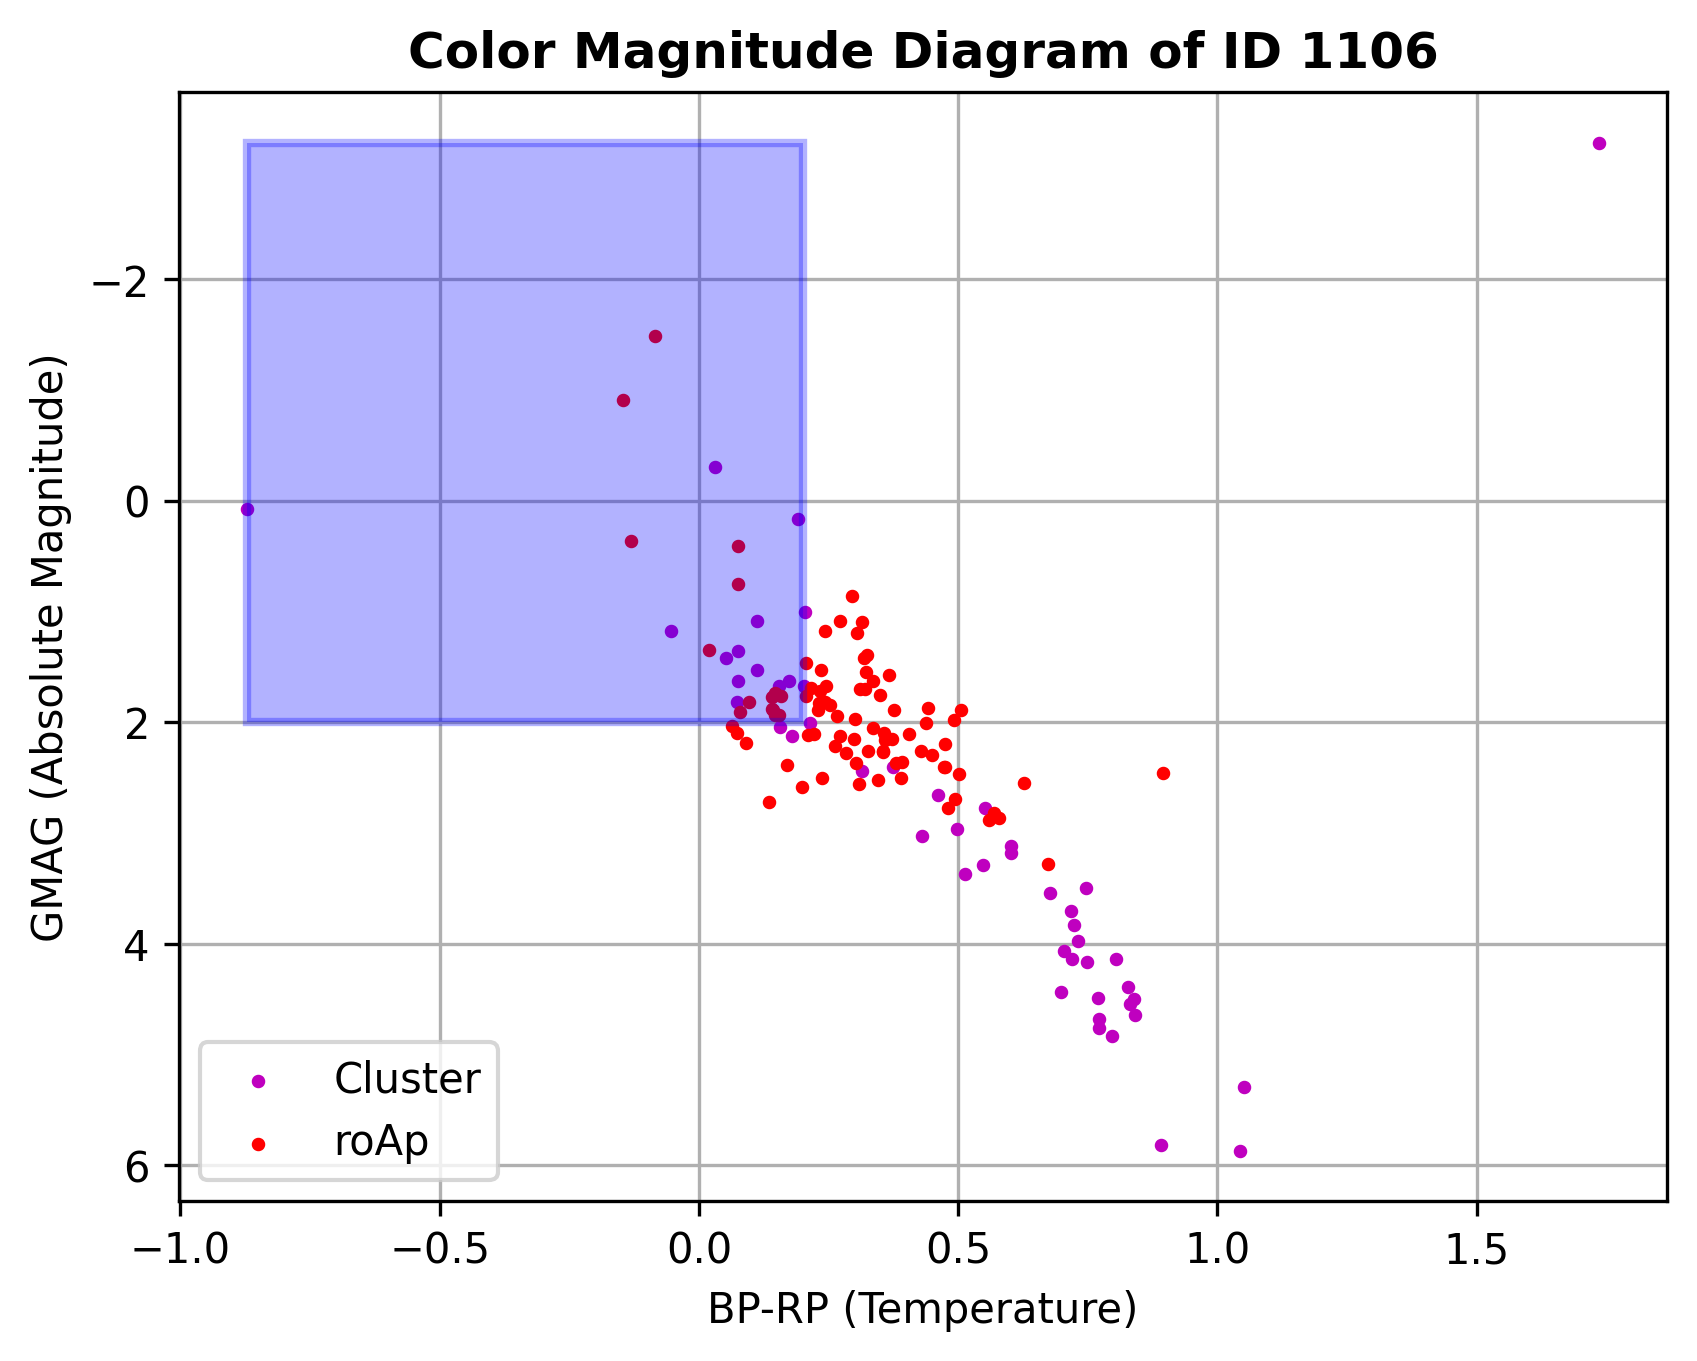 Color Magnitude Diagram of ID 1106
GMAG (Absolute Magnitude)
−2
0
2
4
6
Cluster
roAp
−1.0 −0.5 0.0 0.5 1.0 1.5
BP-RP (Temperature)